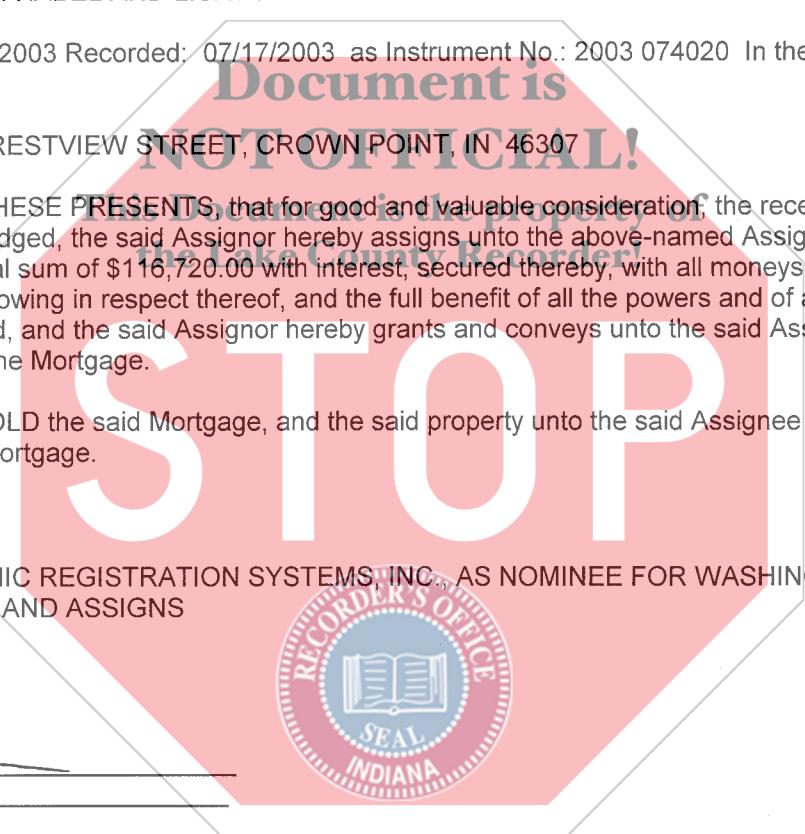 2003 Recorded: 07/17/2003 as Instrument No.: 2003 074020 In the
Document is
RESTVIEW STREET, CROWN POINT, IN 46307
NOT OFFICIAL!
HESE PRESENTS, that for good and valuable consideration, the rece
This Document is the property of
dged, the said Assignor hereby assigns unto the above-named Assig
the Lake County Recorder!
al sum of $116,720.00 with interest, secured thereby, with all moneys
owing in respect thereof, and the full benefit of all the powers and of a
d, and the said Assignor hereby grants and conveys unto the said Ass
he Mortgage.
STOP
OLD the said Mortgage, and the said property unto the said Assignee
ortgage.
NIC REGISTRATION SYSTEMS, INC., AS NOMINEE FOR WASHIN
AND ASSIGNS
RECORDER'S OFFICE
SEAL
INDIANA